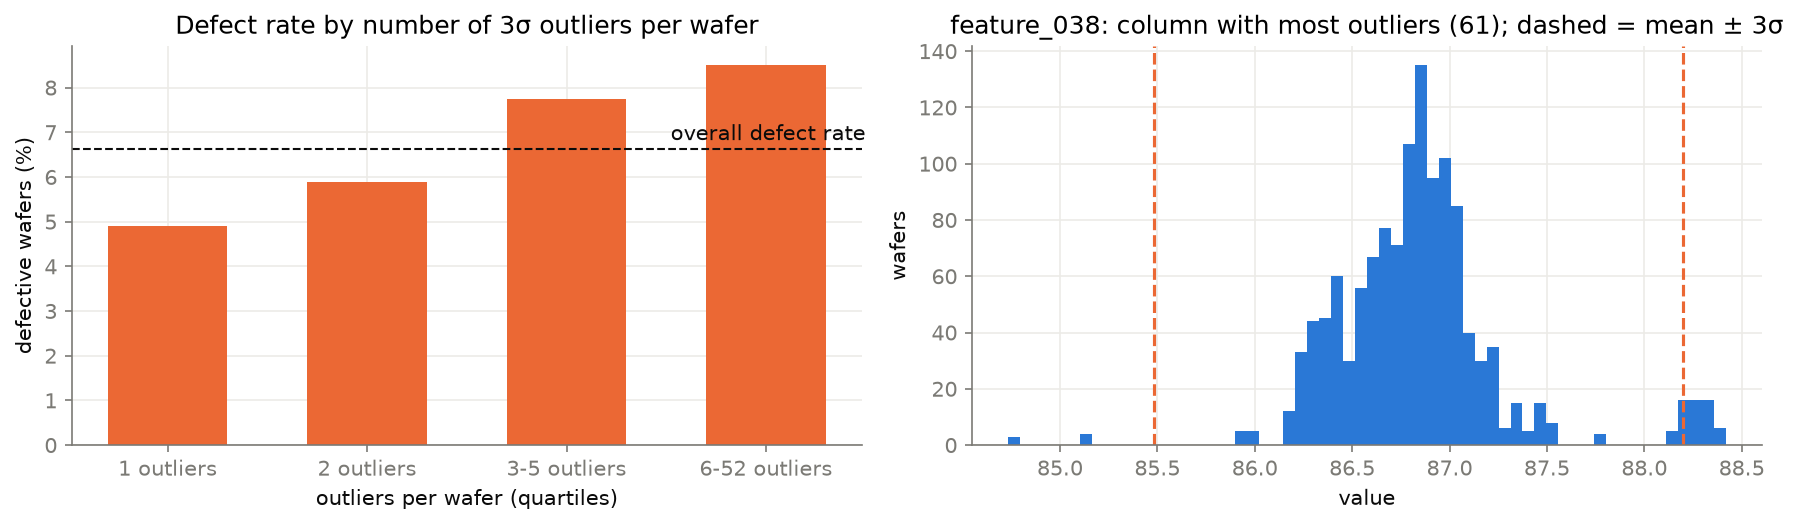 Defect rate by number of 3σ outliers per wafer
defective wafers (%)
8
7
6
5
4
3
2
1
0
overall defect rate
1 outliers
2 outliers
3-5 outliers
6-52 outliers
outliers per wafer (quartiles)
feature_038: column with most outliers (61); dashed = mean ± 3σ
wafers
140
120
100
80
60
40
20
0
85.0
85.5
86.0
86.5
87.0
87.5
88.0
88.5
value